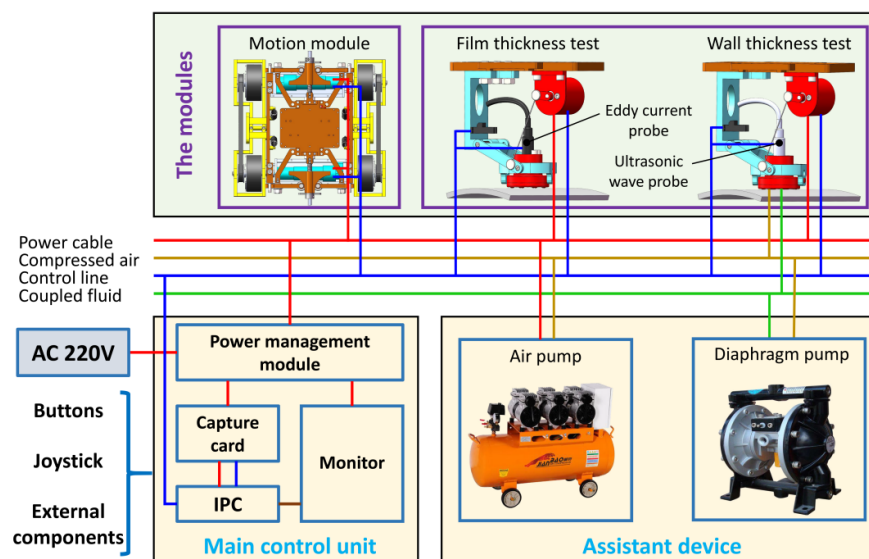 Motion module
Film thickness test
Wall thickness test
The modules
Eddy current
probe
Ultrasonic
wave probe
Power cable
Compressed air
Control line
Coupled fluid
AC 220V
Power management
module
Air pump
Diaphragm pump
Buttons
Capture
card
Monitor
Joystick
IPC
External
components
Main control unit
Assistant device